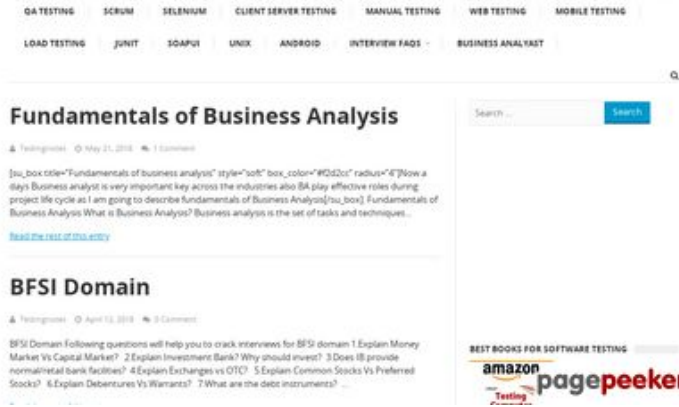 QA TESTING SCRUM SELENIUM CLIENT SERVER TESTING MANUAL TESTING WEB TESTING MOBILE TESTING
LOAD TESTING JUNIT SOAPUI UNIX ANDROID INTERVIEW FAQS BUSINESS ANALYAST
Fundamentals of Business Analysis
Testingnotes May 21, 2018 1 Comment
[su_box title="Fundamentals of business analysis" style="soft" box_color="#f2d2cc" radius="4"]Now a
days Business analyst is very important key across the industries also BA play effective roles during
project life cycle as I am going to describe fundamentals of Business Analysis[/su_box] Fundamentals of
Business Analysis What is Business Analysis? Business analysis is the set of tasks and techniques...
Read the rest of this entry
BFSI Domain
Testingnotes April 12, 2018 0 Comment
BFSI Domain Following questions will help you to crack interviews for BFSI domain 1.Explain Money
Market Vs Capital Market? 2.Explain Investment Bank? Why should invest? 3.Does IB provide
normal/retail bank facilities? 4.Explain Exchanges vs OTC? 5.Explain Common Stocks Vs Preferred
Stocks? 6.Explain Debentures Vs Warrants? 7.What are the debt instruments? ...
Search ...
Search
BEST BOOKS FOR SOFTWARE TESTING
amazon
Testing
Computer
pagepeeker